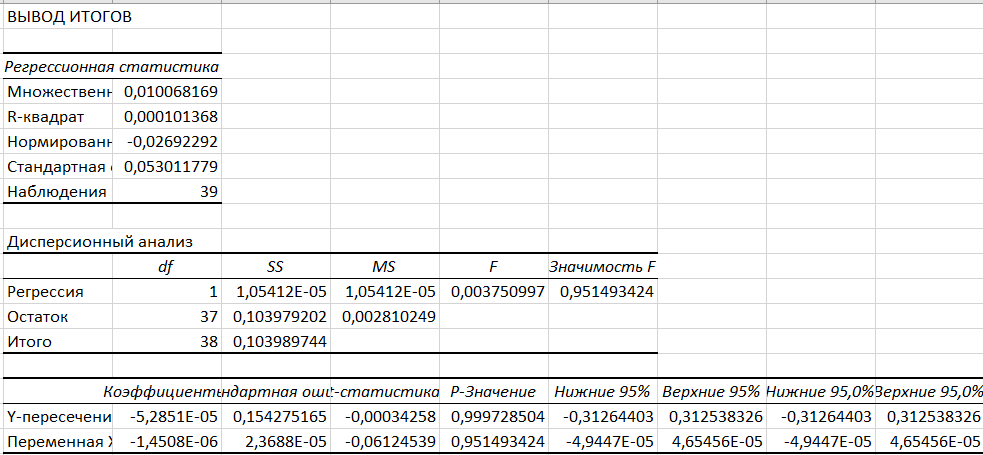 ВЫВОД ИТОГОВ
Регрессионная статистика
Множественн 0,010068169
R-квадрат 0,000101368
Нормированн -0,02692292
Стандартная 0,053011779
Наблюдения 39
Дисперсионный анализ
df SS MS F Значимость F
Регрессия 1 1,05412E-05 1,05412E-05 0,003750997 0,951493424
Остаток 37 0,103979202 0,002810249
Итого 38 0,103989744
Коэффициенты ндартная оши t-статистика P-Значение Нижние 95% Верхние 95% Нижние 95,0% Верхние 95,0%
Y-пересечени -5,2851E-05 0,154275165 -0,00034258 0,999728504 -0,31264403 0,312538326 -0,31264403 0,312538326
Переменная X -1,4508E-06 2,3688E-05 -0,06124539 0,951493424 -4,9447E-05 4,65456E-05 -4,9447E-05 4,65456E-05